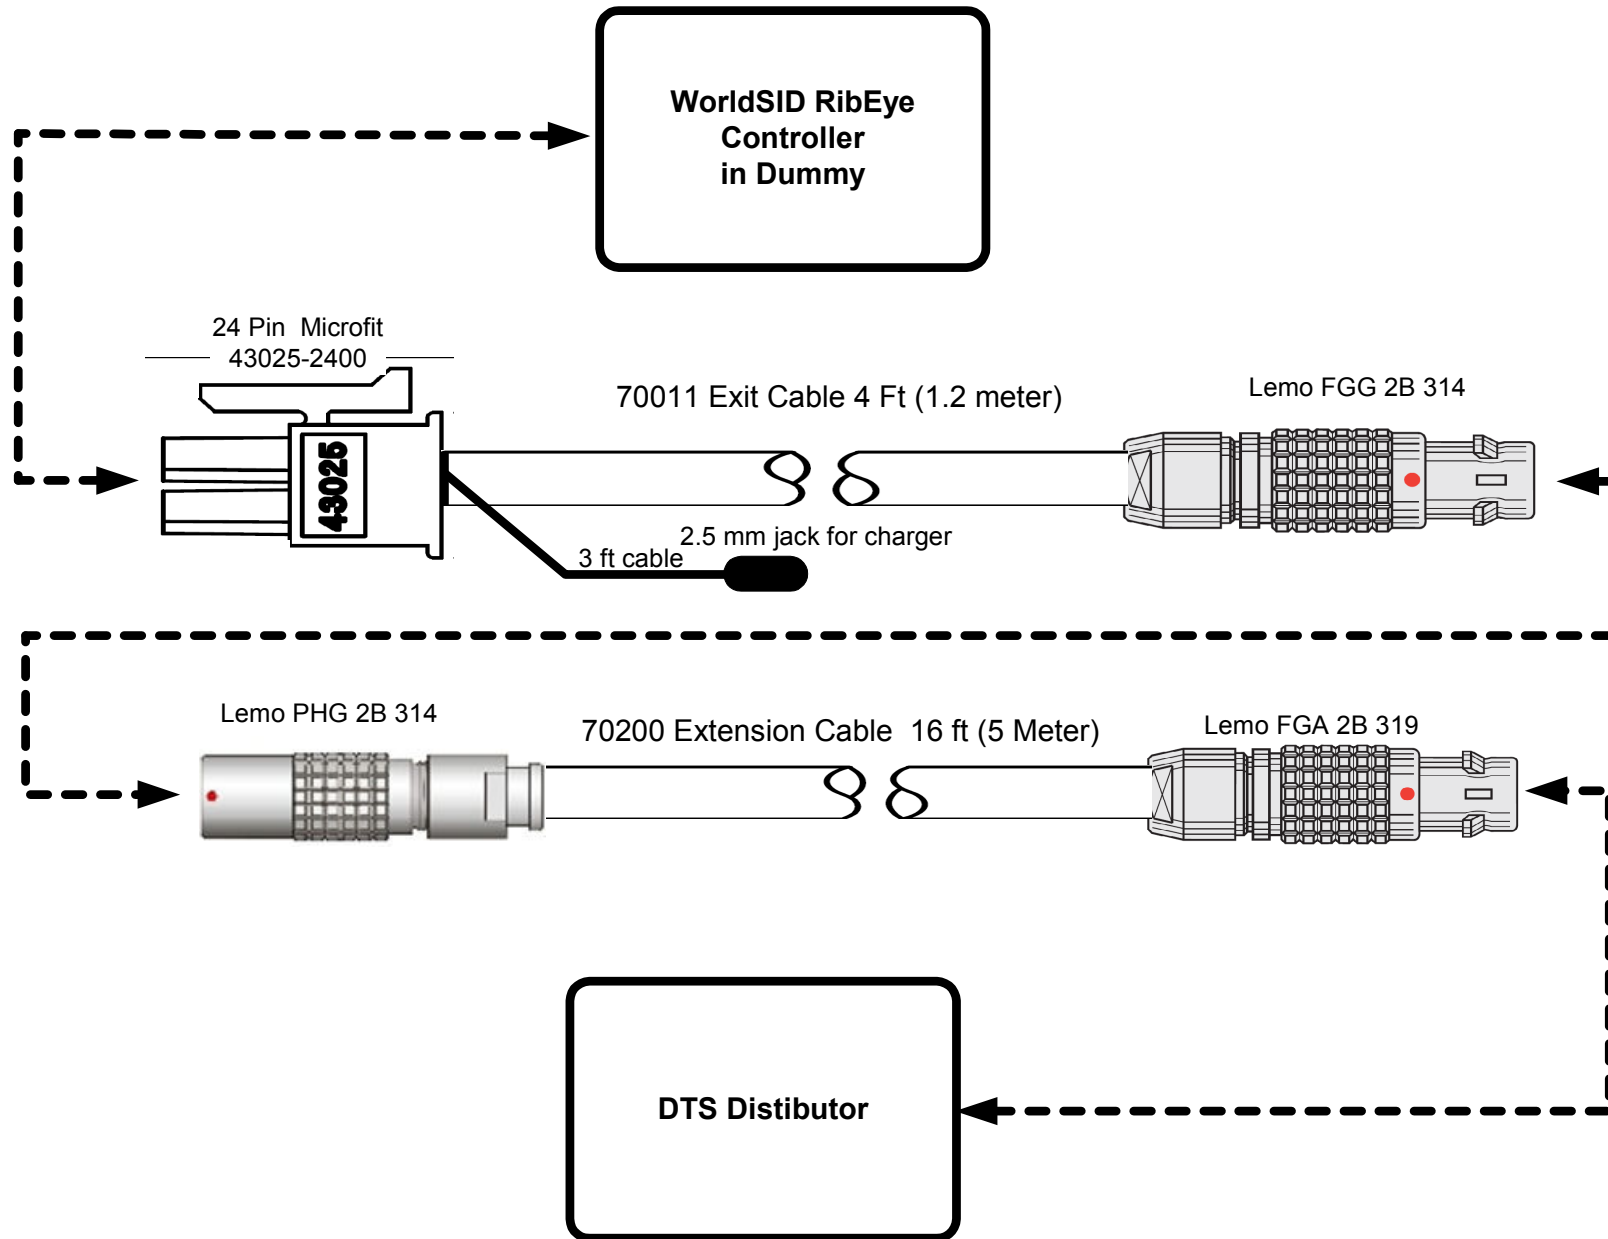 WorldSID RibEye
Controller
in Dummy
24 Pin Microfit
43025-2400
70011 Exit Cable 4 Ft (1.2 meter)
Lemo FGG 2B 314
43025
2.5 mm jack for charger
3 ft cable
Lemo PHG 2B 314
70200 Extension Cable 16 ft (5 Meter)
Lemo FGA 2B 319
DTS Distibutor